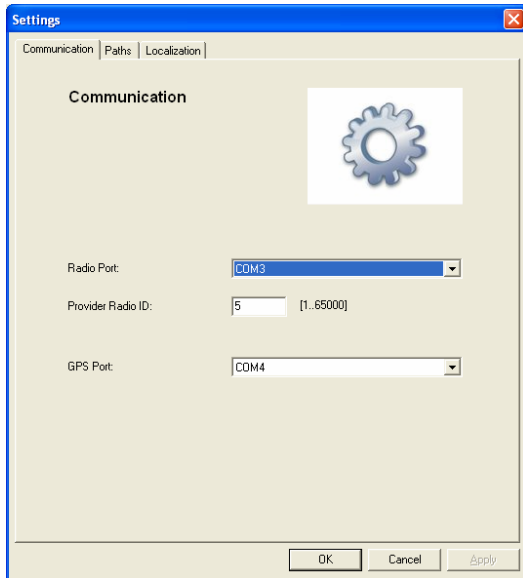 Settings
Communication Paths Localization
Communication
Radio Port: COM3
Provider Radio ID: 5 [1..65000]
GPS Port: COM4
OK Cancel Apply